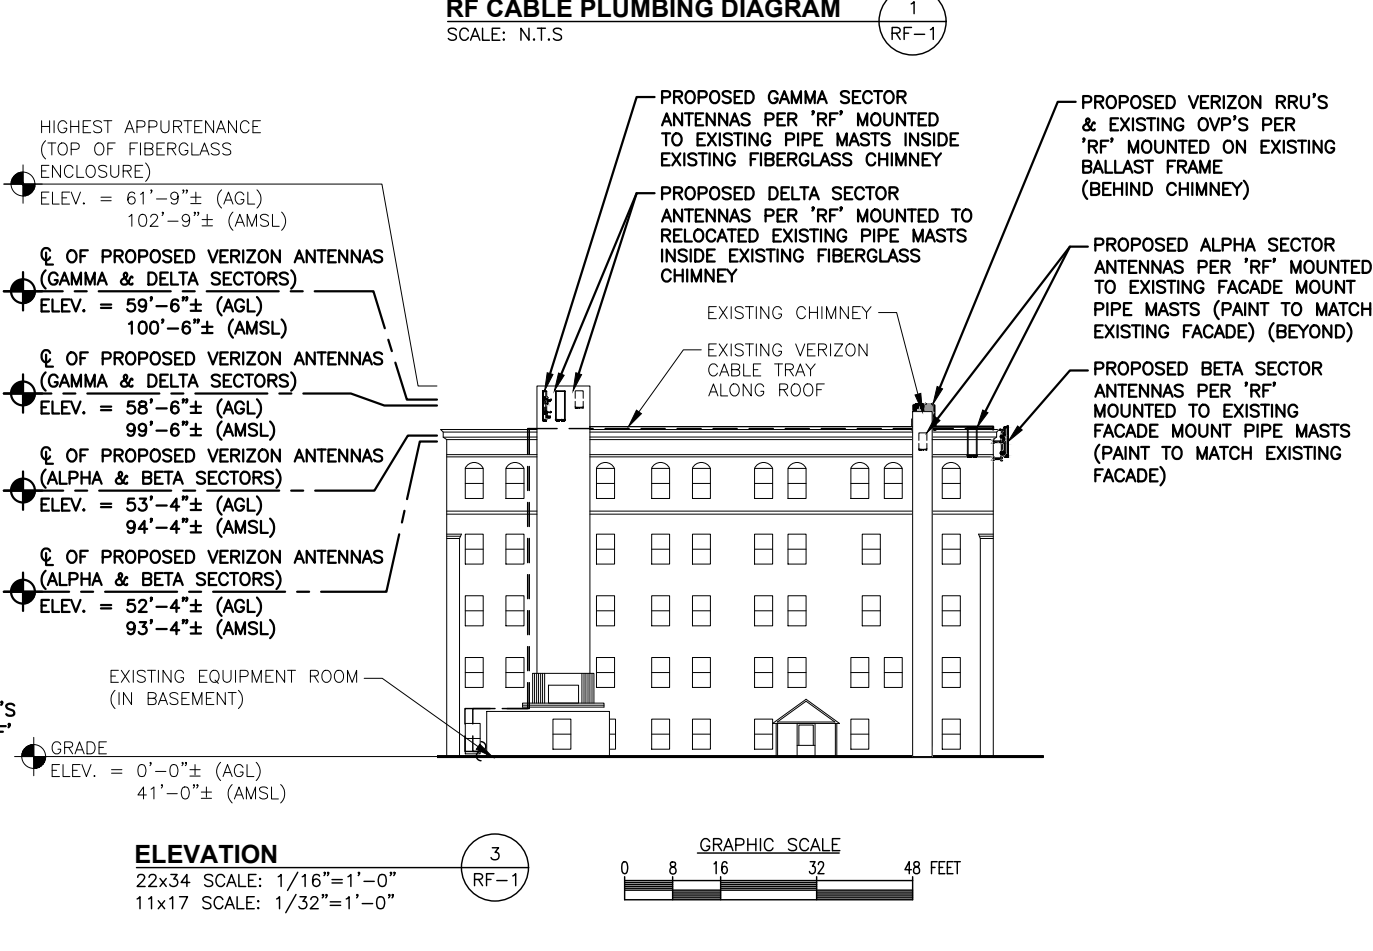 RF CABLE PLUMBING DIAGRAM
SCALE: N.T.S
1
RF-1
HIGHEST APPURTENANCE
(TOP OF FIBERGLASS
ENCLOSURE)
ELEV. = 61'-9"± (AGL)
102'-9"± (AMSL)
℄ OF PROPOSED VERIZON ANTENNAS
(GAMMA & DELTA SECTORS)
ELEV. = 59'-6"± (AGL)
100'-6"± (AMSL)
℄ OF PROPOSED VERIZON ANTENNAS
(GAMMA & DELTA SECTORS)
ELEV. = 58'-6"± (AGL)
99'-6"± (AMSL)
℄ OF PROPOSED VERIZON ANTENNAS
(ALPHA & BETA SECTORS)
ELEV. = 53'-4"± (AGL)
94'-4"± (AMSL)
℄ OF PROPOSED VERIZON ANTENNAS
(ALPHA & BETA SECTORS)
ELEV. = 52'-4"± (AGL)
93'-4"± (AMSL)
EXISTING EQUIPMENT ROOM
(IN BASEMENT)
'S
F'
GRADE
ELEV. = 0'-0"± (AGL)
41'-0"± (AMSL)
PROPOSED GAMMA SECTOR
ANTENNAS PER 'RF' MOUNTED
TO EXISTING PIPE MASTS INSIDE
EXISTING FIBERGLASS CHIMNEY
PROPOSED DELTA SECTOR
ANTENNAS PER 'RF' MOUNTED TO
RELOCATED EXISTING PIPE MASTS
INSIDE EXISTING FIBERGLASS
CHIMNEY
EXISTING CHIMNEY
EXISTING VERIZON
CABLE TRAY
ALONG ROOF
PROPOSED VERIZON RRU'S
& EXISTING OVP'S PER
'RF' MOUNTED ON EXISTING
BALLAST FRAME
(BEHIND CHIMNEY)
PROPOSED ALPHA SECTOR
ANTENNAS PER 'RF' MOUNTED
TO EXISTING FACADE MOUNT
PIPE MASTS (PAINT TO MATCH
EXISTING FACADE) (BEYOND)
PROPOSED BETA SECTOR
ANTENNAS PER 'RF'
MOUNTED TO EXISTING
FACADE MOUNT PIPE MASTS
(PAINT TO MATCH EXISTING
FACADE)
ELEVATION
22x34 SCALE: 1/16"=1'-0"
11x17 SCALE: 1/32"=1'-0"
3
RF-1
GRAPHIC SCALE
0 8 16 32 48 FEET